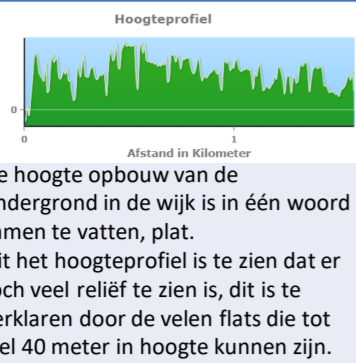 Hoogteprofiel
0
0
1
Afstand in Kilometer
e hoogte opbouw van de
ndergrond in de wijk is in één woord
amen te vatten, plat.
it het hoogteprofiel is te zien dat er
och veel reliëf te zien is, dit is te
erklaren door de velen flats die tot
el 40 meter in hoogte kunnen zijn.